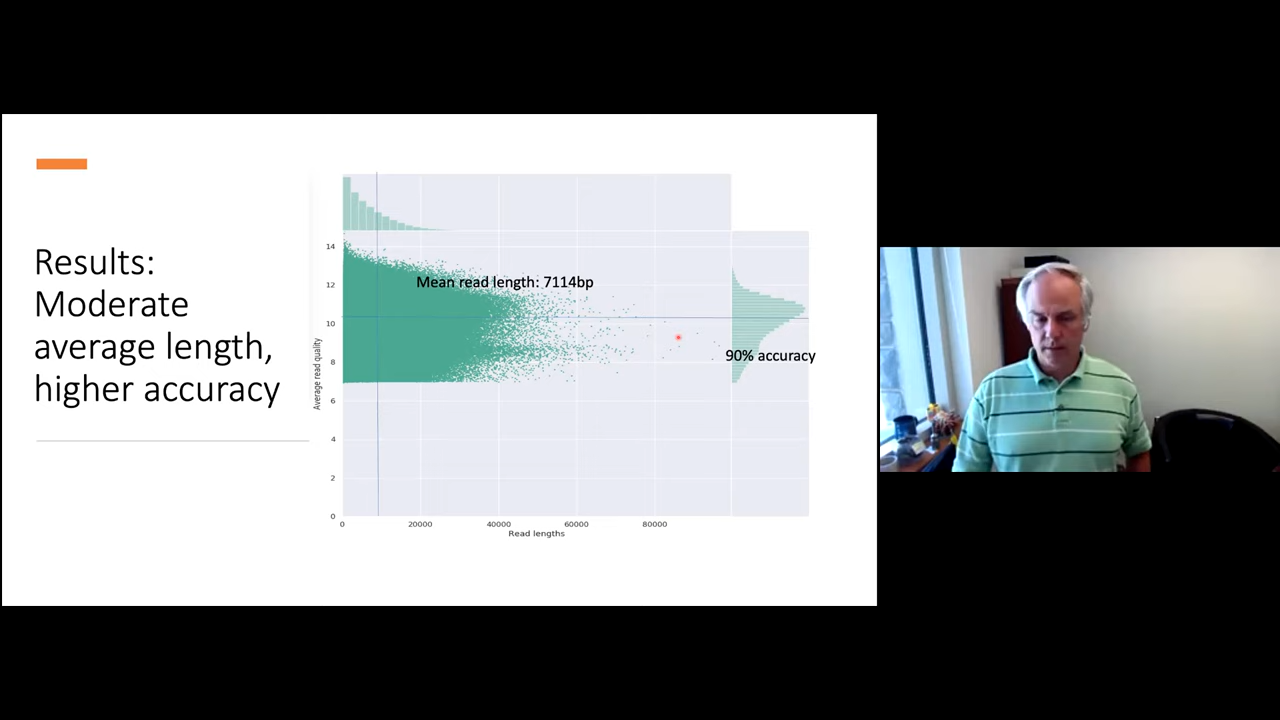 Results:
Moderate
average length,
higher accuracy
Mean read length: 7114bp
90% accuracy
Average read quality
14
12
10
8
6
4
2
0
0 20000 40000 60000 80000
Read lengths